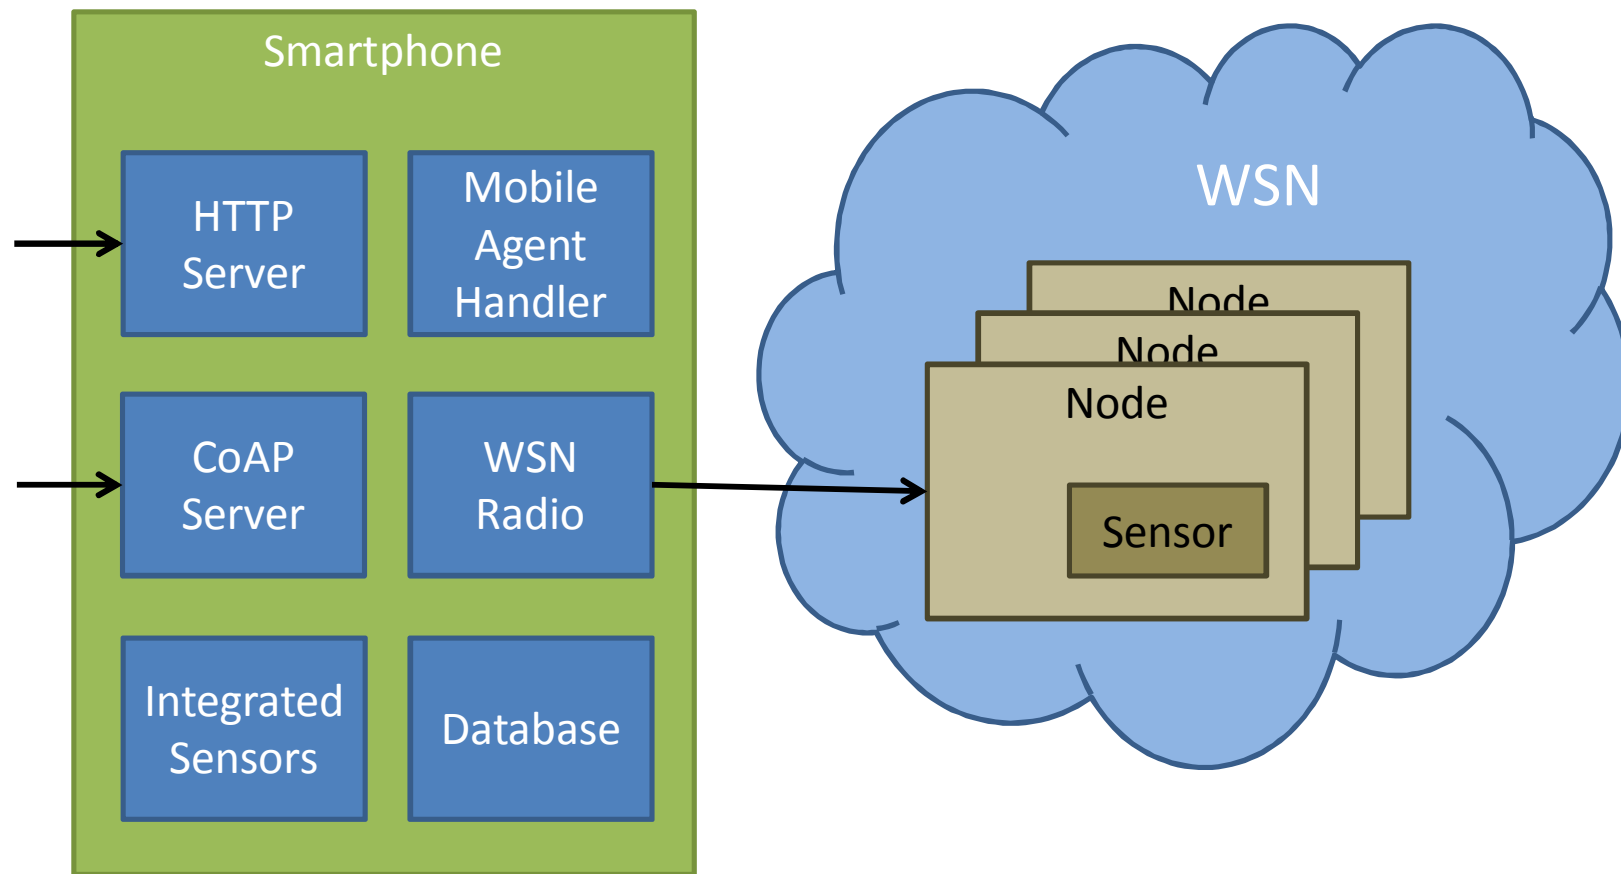 Smartphone
HTTP
Server
Mobile
Agent
Handler
CoAP
Server
WSN
Radio
Integrated
Sensors
Database
WSN
Node
Node
Node
Sensor